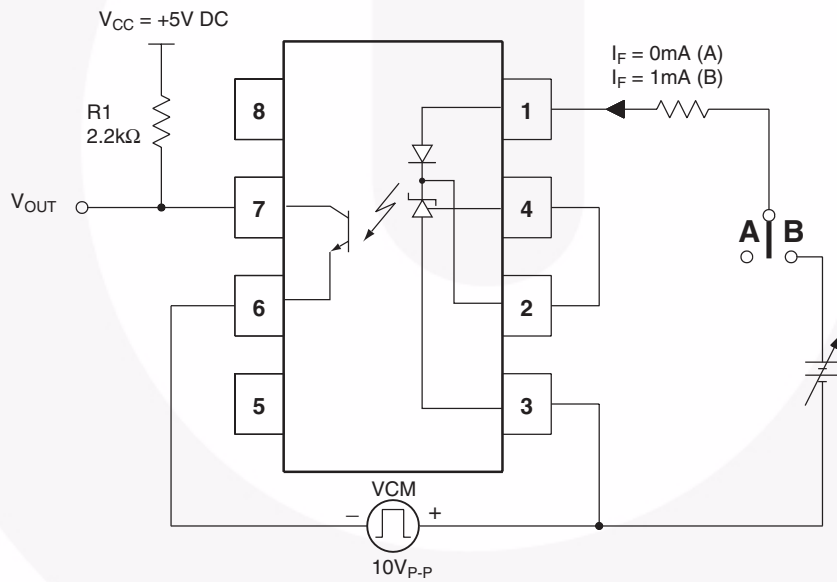 V_CC = +5V DC
R1
2.2kΩ
V_OUT
8
7
6
5
1
4
2
3
I_F = 0mA (A)
I_F = 1mA (B)
A B
VCM
– +
10V_P-P